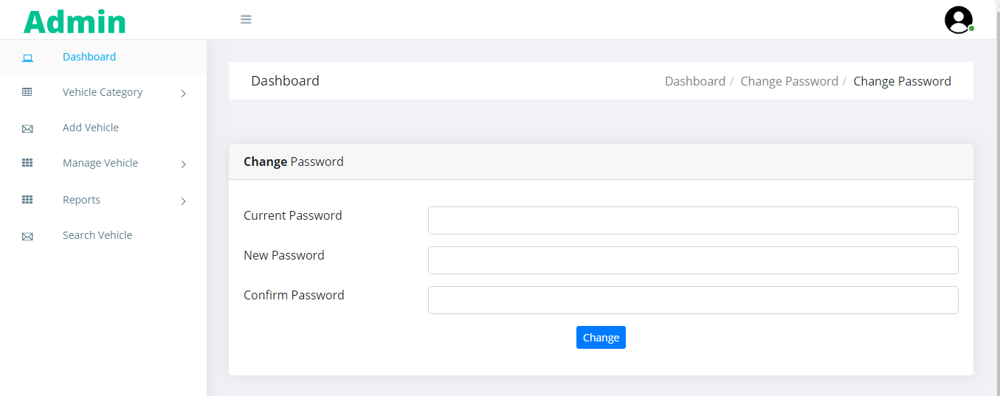 Admin
Dashboard
Vehicle Category
Add Vehicle
Manage Vehicle
Reports
Search Vehicle
Dashboard
Dashboard / Change Password / Change Password
Change Password
Current Password
New Password
Confirm Password
Change